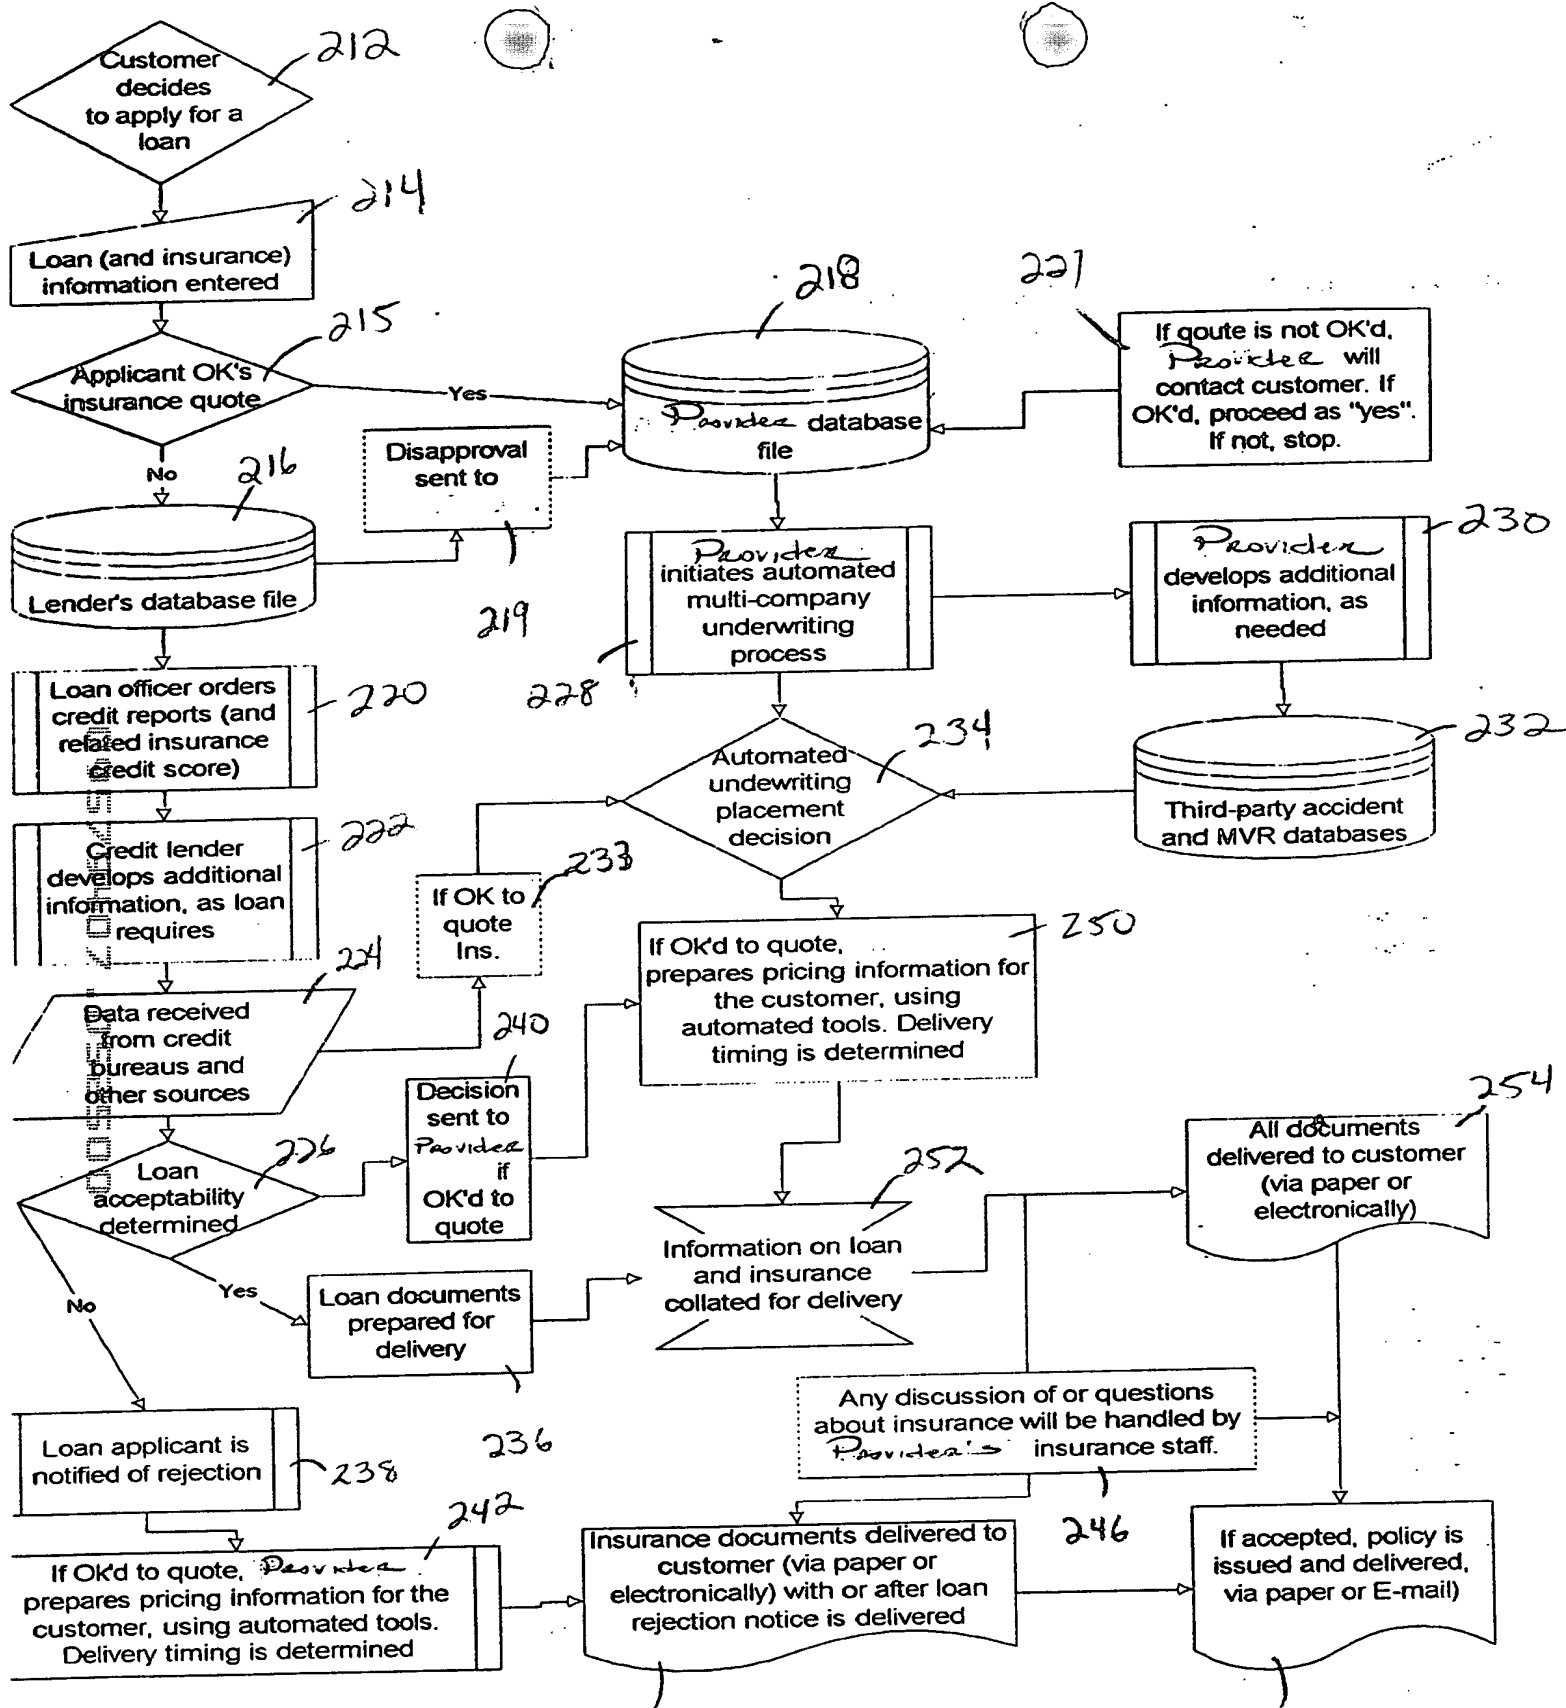 Customer
decides
to apply for a
loan
212
214
Loan (and insurance)
information entered
215
Applicant OK's
insurance quote
Yes
No
216
Lender's database file
Disapproval
sent to
219
218
Provider database
file
227
If qoute is not OK'd,
Provider will
contact customer. If
OK'd, proceed as "yes".
If not, stop.
Provider
initiates automated
multi-company
underwriting
process
228
230
Provider
develops additional
information, as
needed
232
Third-party accident
and MVR databases
234
Automated
undewriting
placement
decision
Loan officer orders
credit reports (and
related insurance
credit score)
220
222
Credit lender
develops additional
information, as loan
requires
224
Data received
from credit
bureaus and
other sources
233
If OK to
quote
Ins.
250
If Ok'd to quote,
prepares pricing information for
the customer, using
automated tools. Delivery
timing is determined
240
Decision
sent to
Provider
if
OK'd to
quote
226
Loan
acceptability
determined
Yes
No
Loan documents
prepared for
delivery
236
252
Information on loan
and insurance
collated for delivery
254
All documents
delivered to customer
(via paper or
electronically)
Any discussion of or questions
about insurance will be handled by
Provider's insurance staff.
246
Loan applicant is
notified of rejection
238
242
If OK'd to quote, Provider
prepares pricing information for the
customer, using automated tools.
Delivery timing is determined
Insurance documents delivered to
customer (via paper or
electronically) with or after loan
rejection notice is delivered
If accepted, policy is
issued and delivered,
via paper or E-mail)